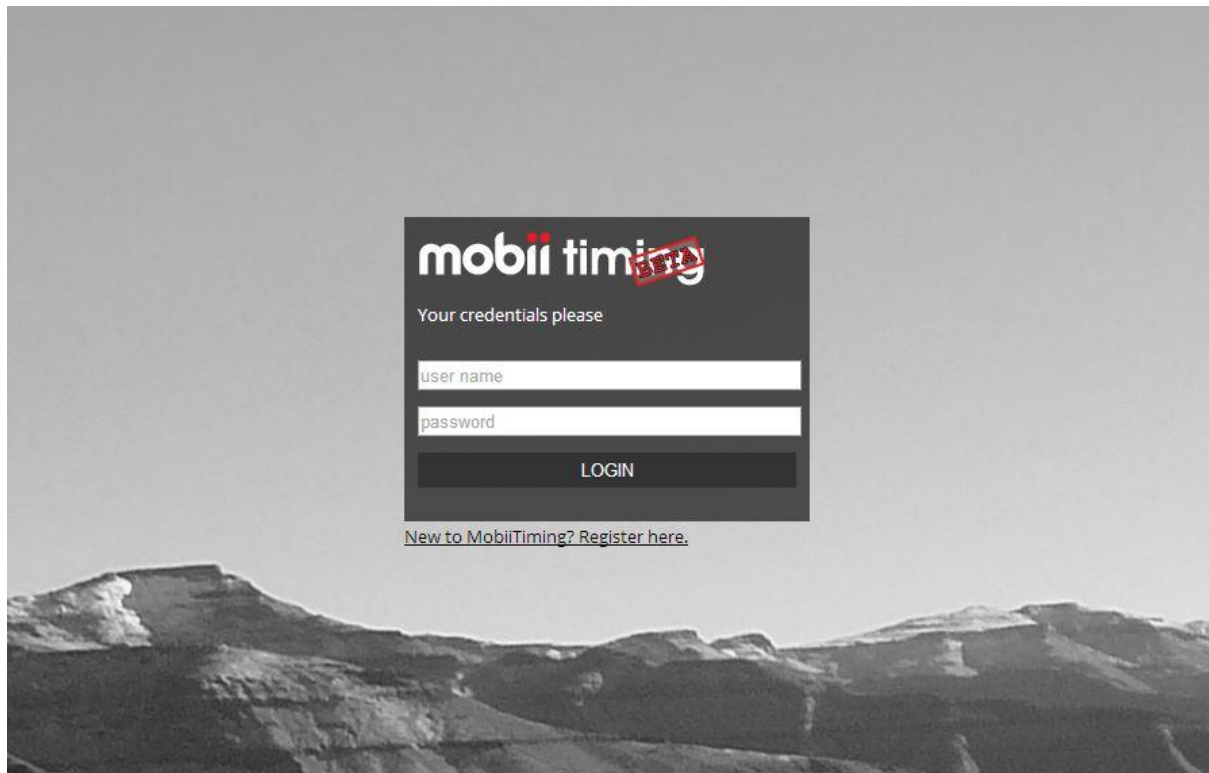 mobii timing BETA
Your credentials please
user name
password
LOGIN
New to MobiiTiming? Register here.